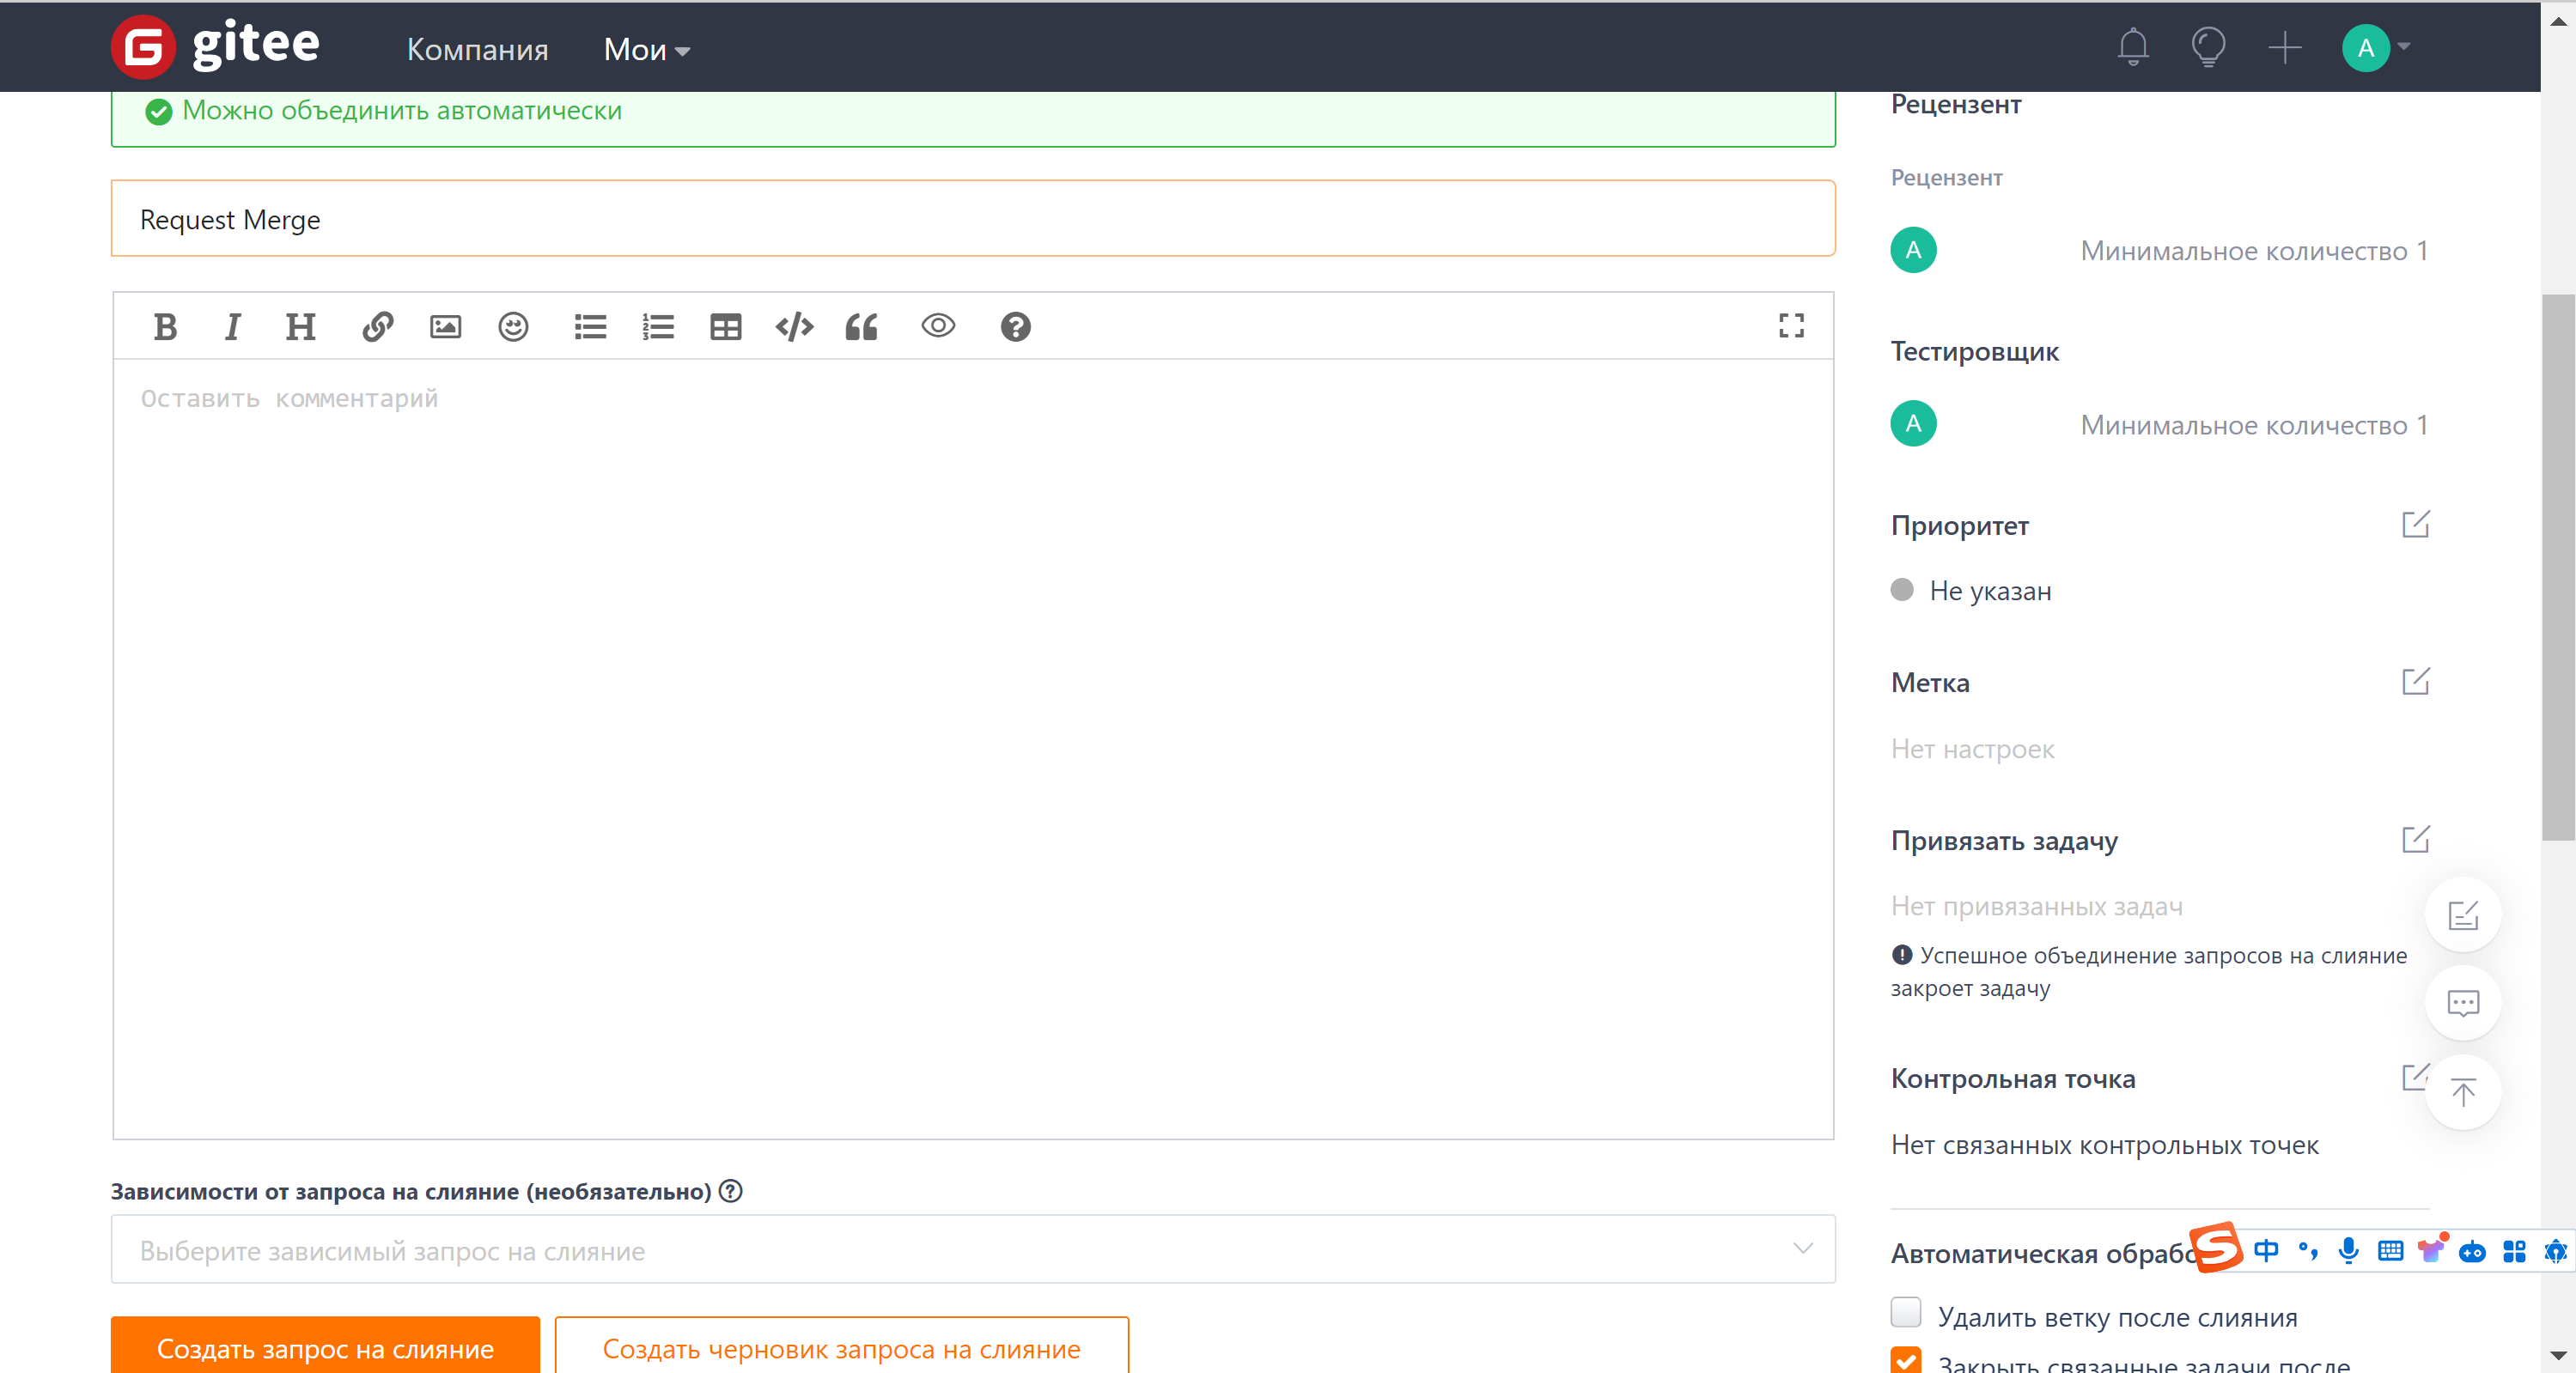 gitee
Компания
Мои
A
Можно объединить автоматически
Request Merge
Оставить комментарий
Зависимости от запроса на слияние (необязательно)
Выберите зависимый запрос на слияние
Создать запрос на слияние
Создать черновик запроса на слияние
Рецензент
Рецензент
A
Минимальное количество 1
Тестировщик
A
Минимальное количество 1
Приоритет
Не указан
Метка
Нет настроек
Привязать задачу
Нет привязанных задач
Успешное объединение запросов на слияние
закроет задачу
Контрольная точка
Нет связанных контрольных точек
Автоматическая обрабо
中
Удалить ветку после слияния
Закрыть связанные задачи после